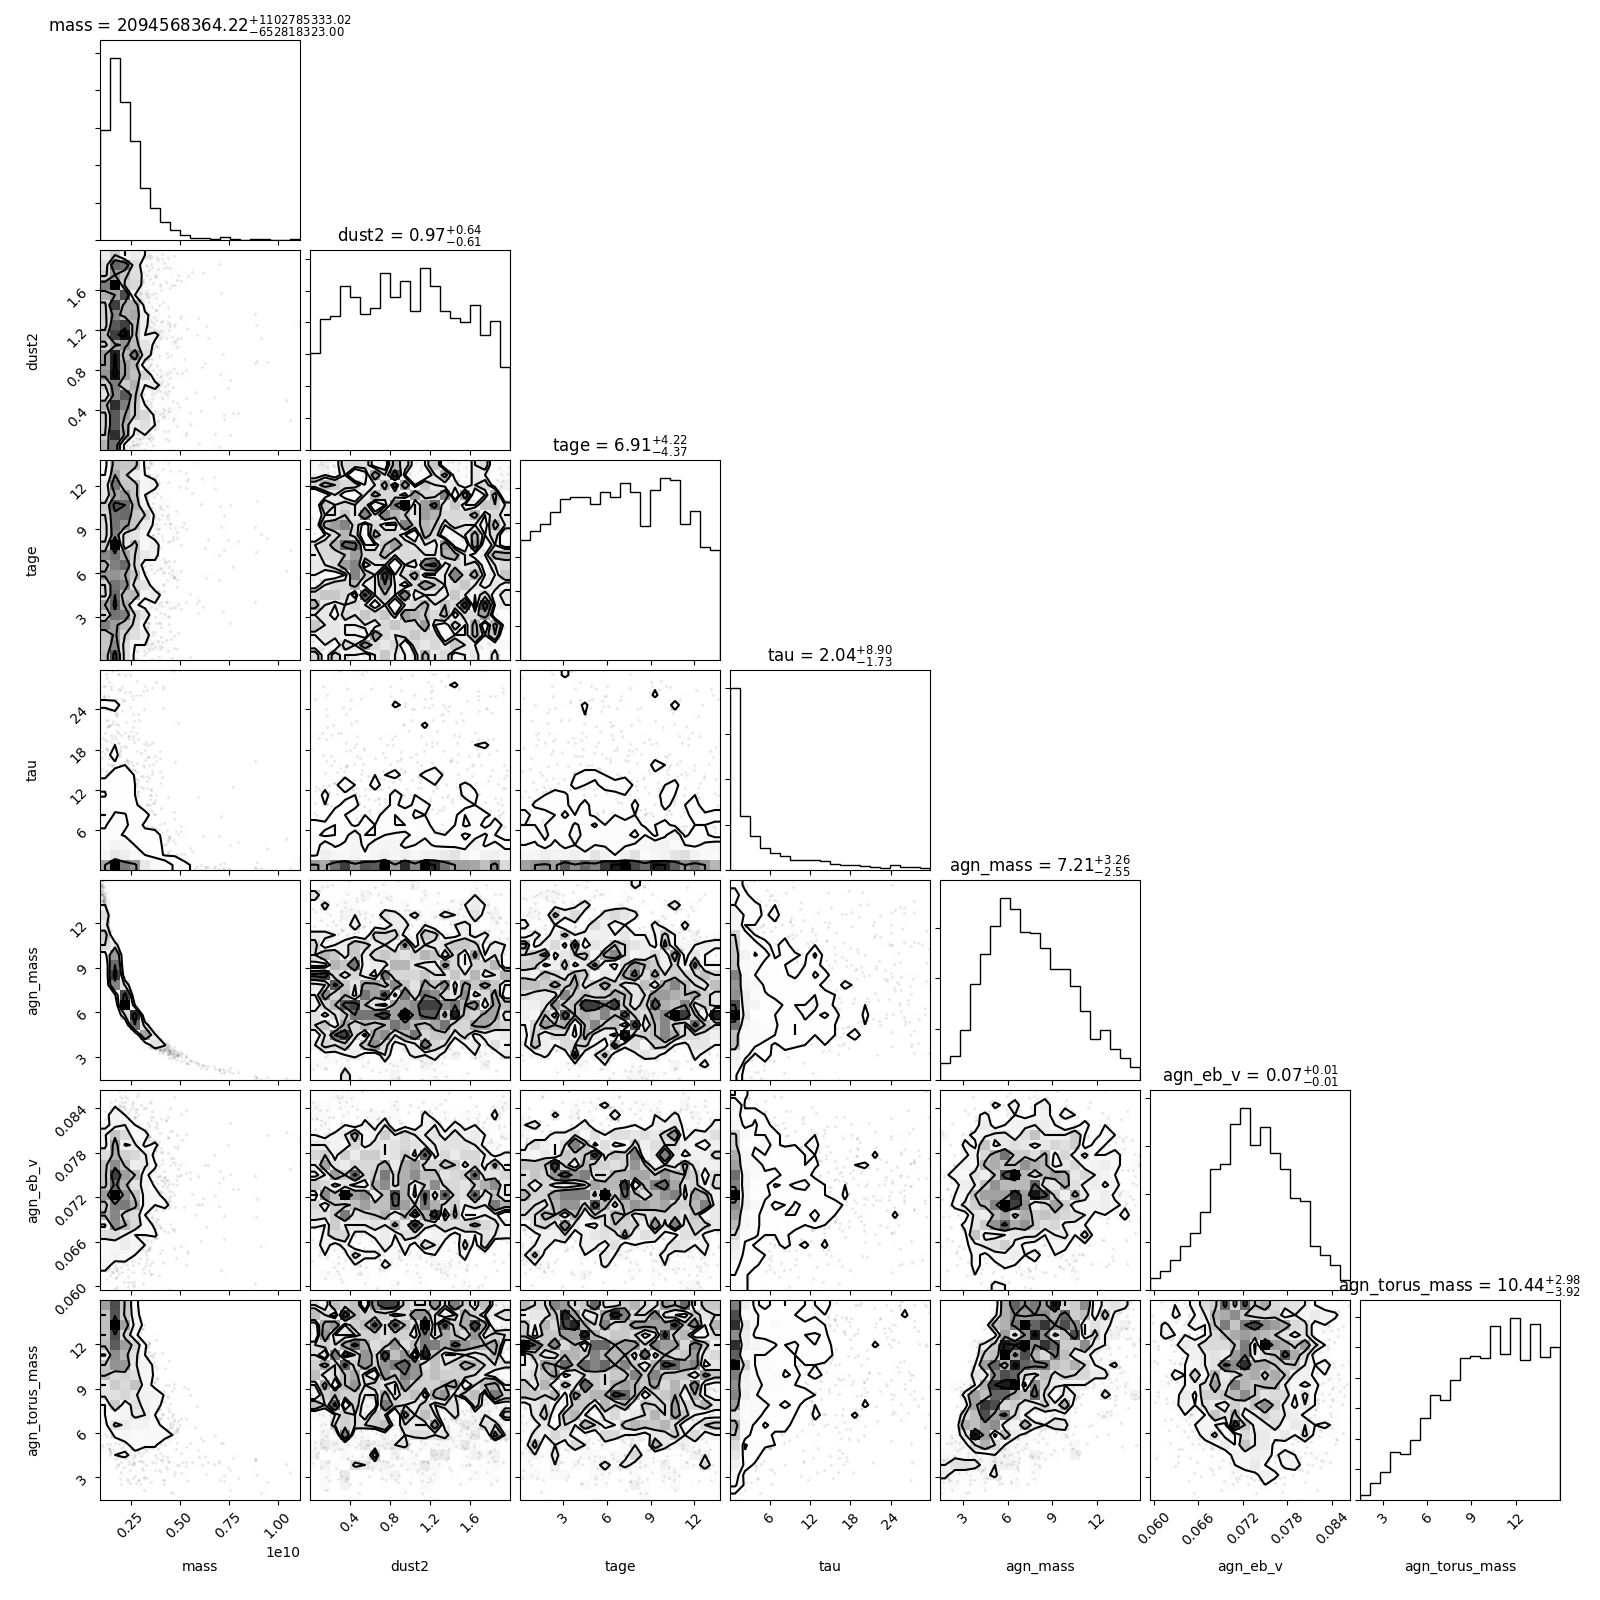 mass = 2094568364.22+1102785333.02−652818323.00
dust2 = 0.97+0.64−0.61
1.6
1.2
0.8
0.4
dust2
tage = 6.91+4.22−4.37
12
9
6
3
tage
tau = 2.04+8.90−1.73
24
18
12
6
tau
agn_mass = 7.21+3.26−2.55
12
9
6
3
agn_mass
agn_eb_v = 0.07+0.01−0.01
0.084
0.078
0.072
0.066
0.060
agn_eb_v
agn_torus_mass = 10.44+2.98−3.92
12
9
6
3
agn_torus_mass
0.25 0.50 0.75 1.00 0.4 0.8 1.2 1.6 3 6 9 12 6 12 18 24 3 6 9 12 0.060 0.066 0.072 0.078 0.084 3 6 9 12
1e10
mass dust2 tage tau agn_mass agn_eb_v agn_torus_mass